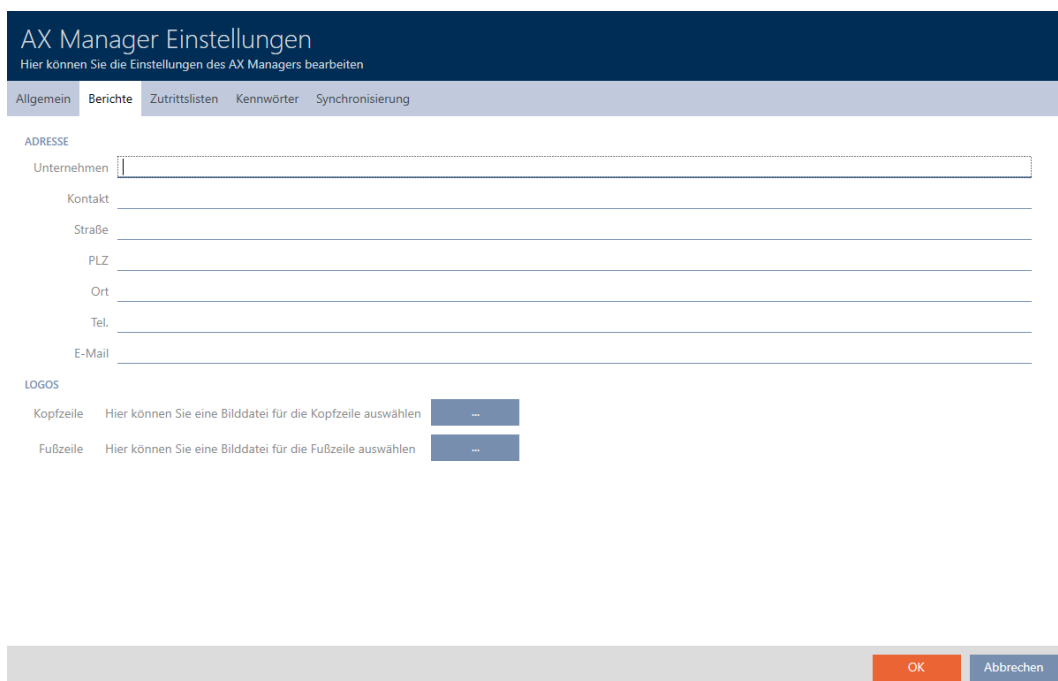 AX Manager Einstellungen
Hier können Sie die Einstellungen des AX Managers bearbeiten
Allgemein Berichte Zutrittslisten Kennwörter Synchronisierung
ADRESSE
Unternehmen
Kontakt
Straße
PLZ
Ort
Tel.
E-Mail
LOGOS
Kopfzeile Hier können Sie eine Bilddatei für die Kopfzeile auswählen ...
Fußzeile Hier können Sie eine Bilddatei für die Fußzeile auswählen ...
OK Abbrechen